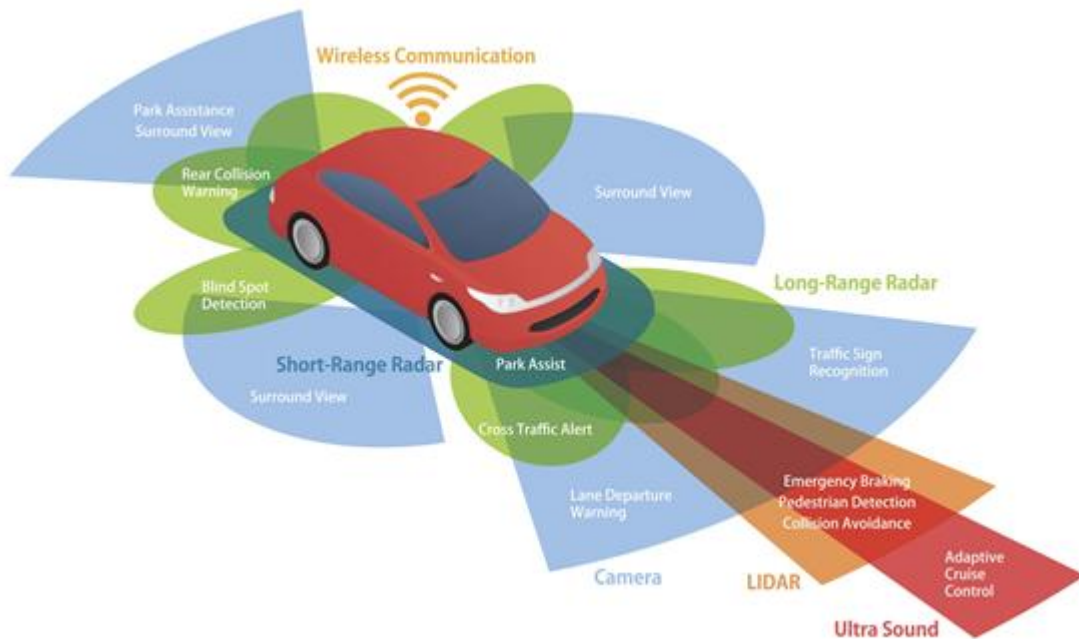 Wireless Communication
Park Assistance
Surround View
Rear Collision
Warning
Surround View
Blind Spot
Detection
Long-Range Radar
Short-Range Radar
Park Assist
Traffic Sign
Recognition
Surround View
Cross Traffic Alert
Lane Departure
Warning
Emergency Braking
Pedestrian Detection
Collision Avoidance
Adaptive
Cruise
Control
Camera
LIDAR
Ultra Sound